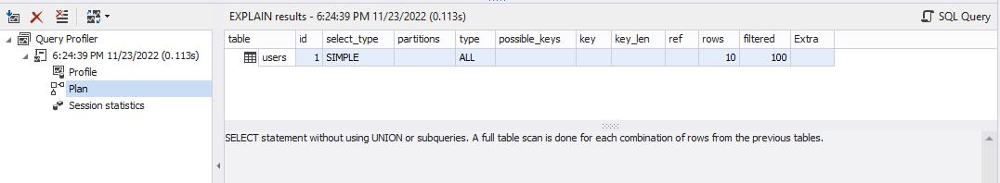 EXPLAIN results - 6:24:39 PM 11/23/2022 (0.113s) SQL Query
Query Profiler
6:24:39 PM 11/23/2022 (0.113s)
Profile
Plan
Session statistics
table id select_type partitions type possible_keys key key_len ref rows filtered Extra
users 1 SIMPLE ALL 10 100
SELECT statement without using UNION or subqueries. A full table scan is done for each combination of rows from the previous tables.